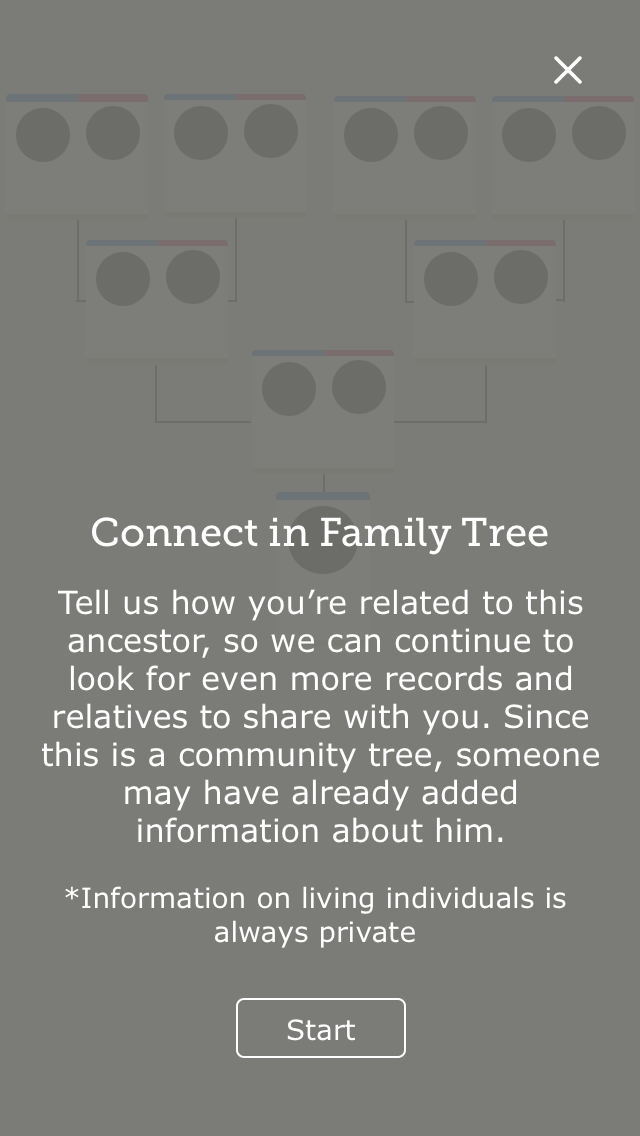 Connect in Family Tree
Tell us how you’re related to this
ancestor, so we can continue to
look for even more records and
relatives to share with you. Since
this is a community tree, someone
may have already added
information about him.
*Information on living individuals is
always private
Start